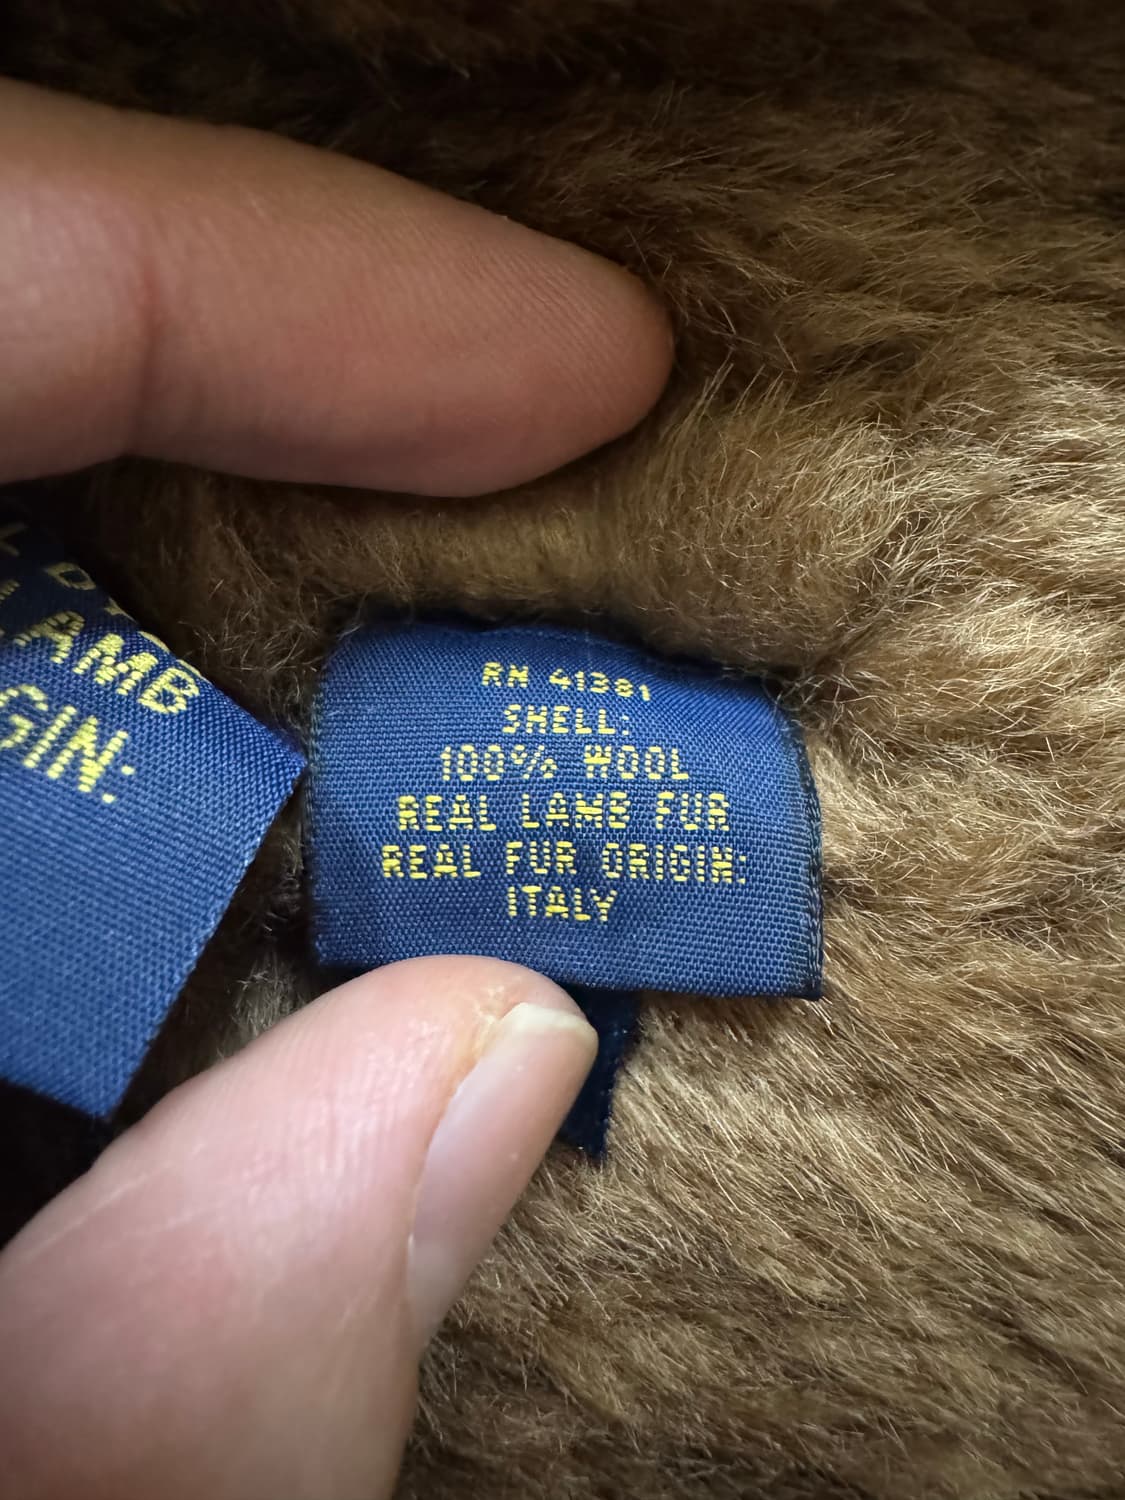 LAMB
GIN:
RN 41381
SHELL:
100% WOOL
REAL LAMB FUR
REAL FUR ORIGIN:
ITALY